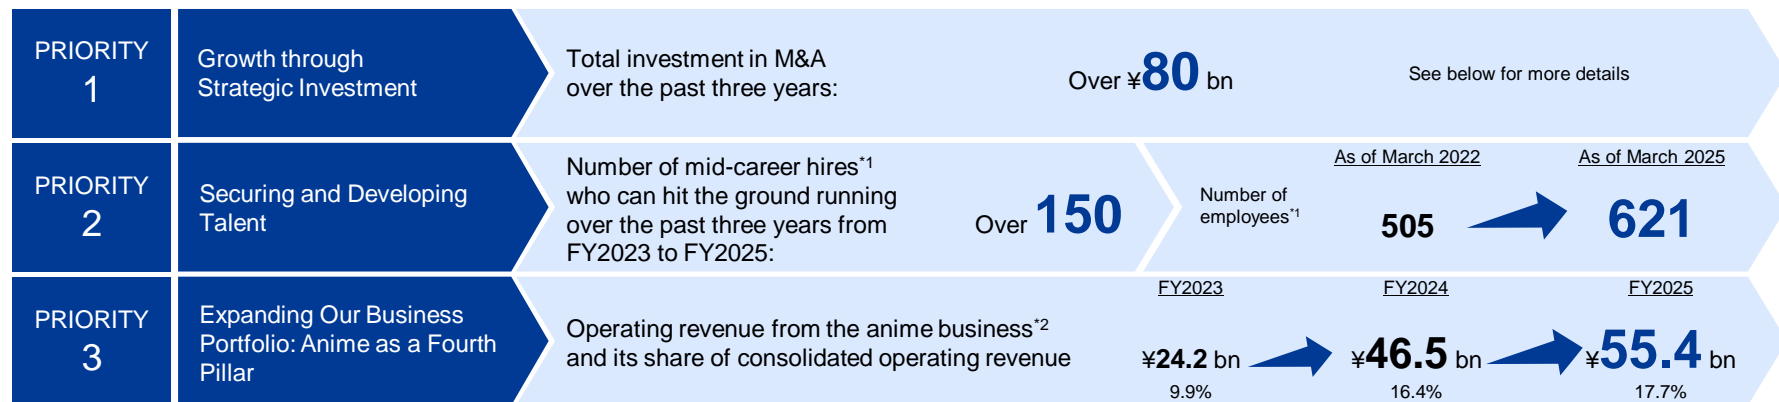 PRIORITY
1
Growth through
Strategic Investment
Total investment in M&A
over the past three years:
Over ¥80 bn
See below for more details
PRIORITY
2
Securing and Developing
Talent
Number of mid-career hires*1
who can hit the ground running
over the past three years from
FY2023 to FY2025:
Over 150
Number of
employees*1
As of March 2022
505
As of March 2025
621
PRIORITY
3
Expanding Our Business
Portfolio: Anime as a Fourth
Pillar
Operating revenue from the anime business*2
and its share of consolidated operating revenue
FY2023
¥24.2 bn
9.9%
FY2024
¥46.5 bn
16.4%
FY2025
¥55.4 bn
17.7%